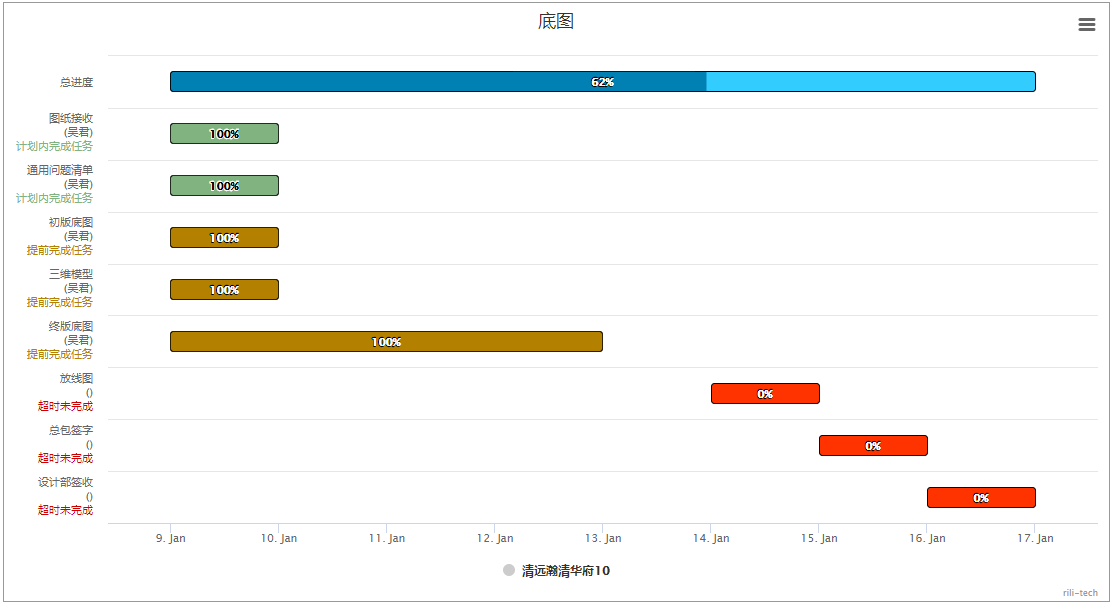 底图
总进度
62%
图纸接收
(吴君)
计划内完成任务
100%
通用问题清单
(吴君)
计划内完成任务
100%
初版底图
(吴君)
提前完成任务
100%
三维模型
(吴君)
提前完成任务
100%
终版底图
(吴君)
提前完成任务
100%
放线图
()
超时未完成
0%
总包签字
()
超时未完成
0%
设计部签收
()
超时未完成
0%
9. Jan 10. Jan 11. Jan 12. Jan 13. Jan 14. Jan 15. Jan 16. Jan 17. Jan
清远瀚清华府10
rili-tech